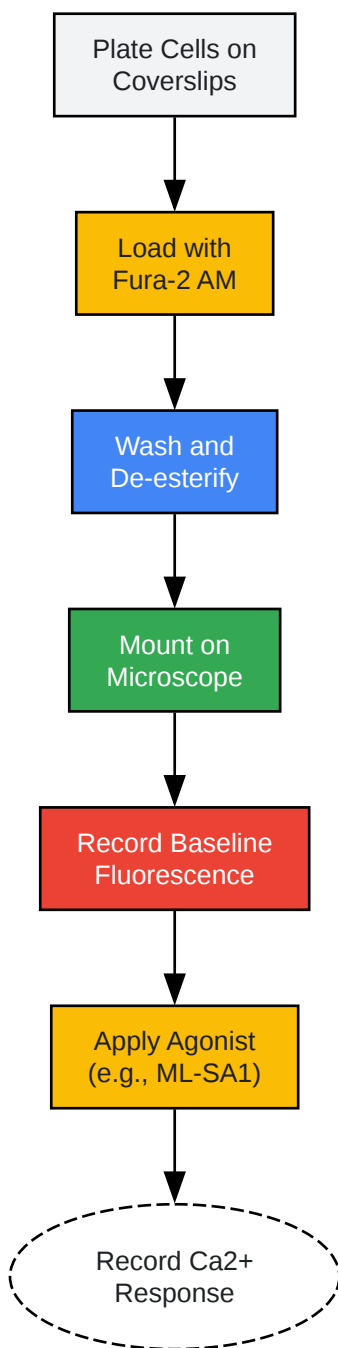 Plate Cells on
Coverslips
Load with
Fura-2 AM
Wash and
De-esterify
Mount on
Microscope
Record Baseline
Fluorescence
Apply Agonist
(e.g., ML-SA1)
Record Ca2+
Response